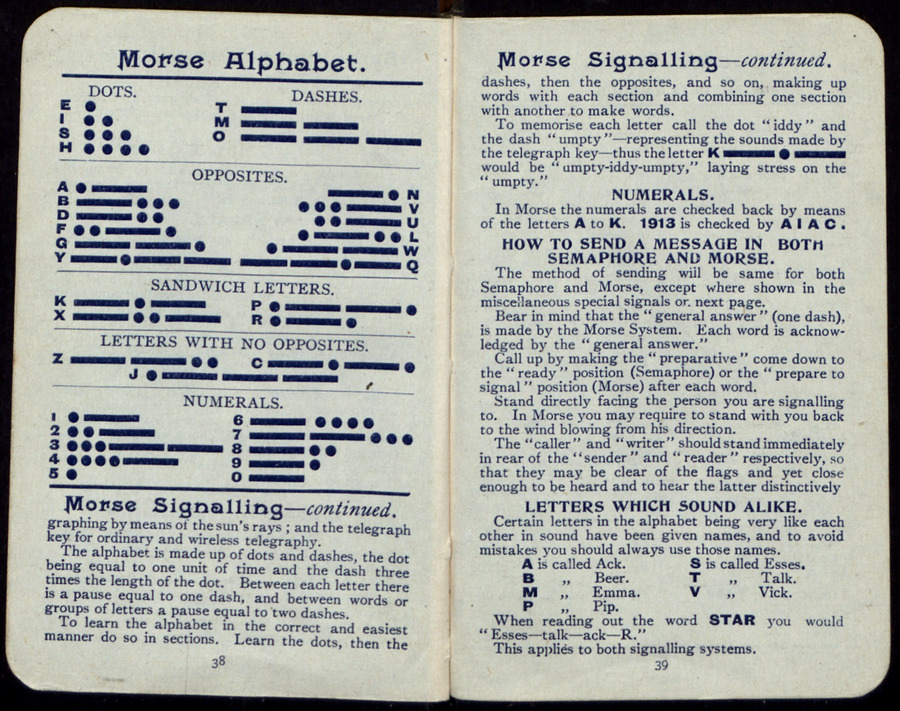 Morse Alphabet.
DOTS.
E
I
S
H
DASHES.
T
M
O
OPPOSITES.
A
B
D
F
G
Y
N
V
U
L
W
Q
SANDWICH LETTERS.
K
X
P
R
LETTERS WITH NO OPPOSITES.
Z
C
J
NUMERALS.
1
2
3
4
5
6
7
8
9
0
Morse Signalling—continued.
graphing by means of the sun's rays ; and the telegraph
key for ordinary and wireless telegraphy.
The alphabet is made up of dots and dashes, the dot
being equal to one unit of time and the dash three
times the length of the dot. Between each letter there
is a pause equal to one dash, and between words or
groups of letters a pause equal to two dashes.
To learn the alphabet in the correct and easiest
manner do so in sections. Learn the dots, then the
38
Morse Signalling—continued.
dashes, then the opposites, and so on, making up
words with each section and combining one section
with another to make words.
To memorise each letter call the dot "iddy" and
the dash "umpty"—representing the sounds made by
the telegraph key—thus the letter K
would be "umpty-iddy-umpty," laying stress on the
"umpty."
NUMERALS.
In Morse the numerals are checked back by means
of the letters A to K. 1913 is checked by A I A C.
HOW TO SEND A MESSAGE IN BOTH
SEMAPHORE AND MORSE.
The method of sending will be same for both
Semaphore and Morse, except where shown in the
miscellaneous special signals or. next page.
Bear in mind that the "general answer" (one dash),
is made by the Morse System. Each word is acknow-
ledged by the "general answer."
Call up by making the "preparative" come down to
the "ready" position (Semaphore) or the "prepare to
signal" position (Morse) after each word.
Stand directly facing the person you are signalling
to. In Morse you may require to stand with you back
to the wind blowing from his direction.
The "caller" and "writer" should stand immediately
in rear of the "sender" and "reader" respectively, so
that they may be clear of the flags and yet close
enough to be heard and to hear the latter distinctively
LETTERS WHICH SOUND ALIKE.
Certain letters in the alphabet being very like each
other in sound have been given names, and to avoid
mistakes you should always use those names.
A is called Ack. S is called Esses.
B ,, Beer. T ,, Talk.
M ,, Emma. V ,, Vick.
P ,, Pip.
When reading out the word STAR you would
"Esses—talk—ack—R."
This applies to both signalling systems.
39